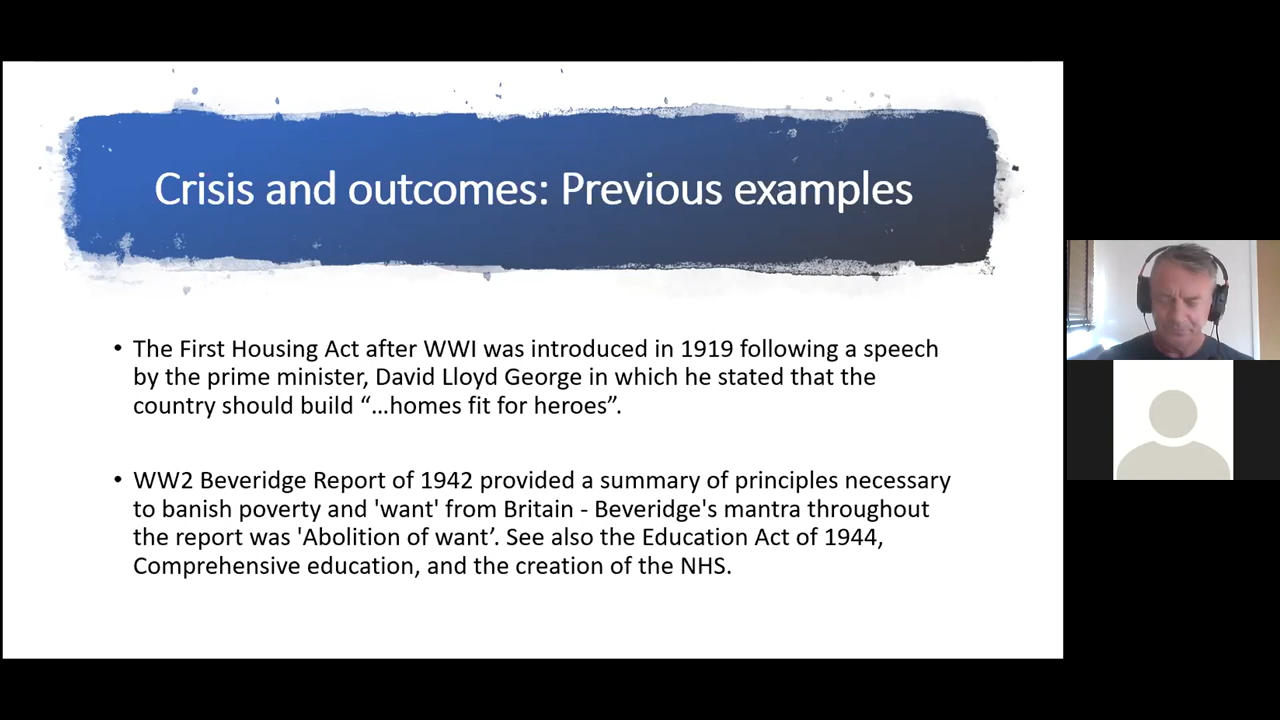 Crisis and outcomes: Previous examples
• The First Housing Act after WWI was introduced in 1919 following a speech
by the prime minister, David Lloyd George in which he stated that the
country should build “…homes fit for heroes”.
• WW2 Beveridge Report of 1942 provided a summary of principles necessary
to banish poverty and 'want' from Britain - Beveridge's mantra throughout
the report was 'Abolition of want’. See also the Education Act of 1944,
Comprehensive education, and the creation of the NHS.